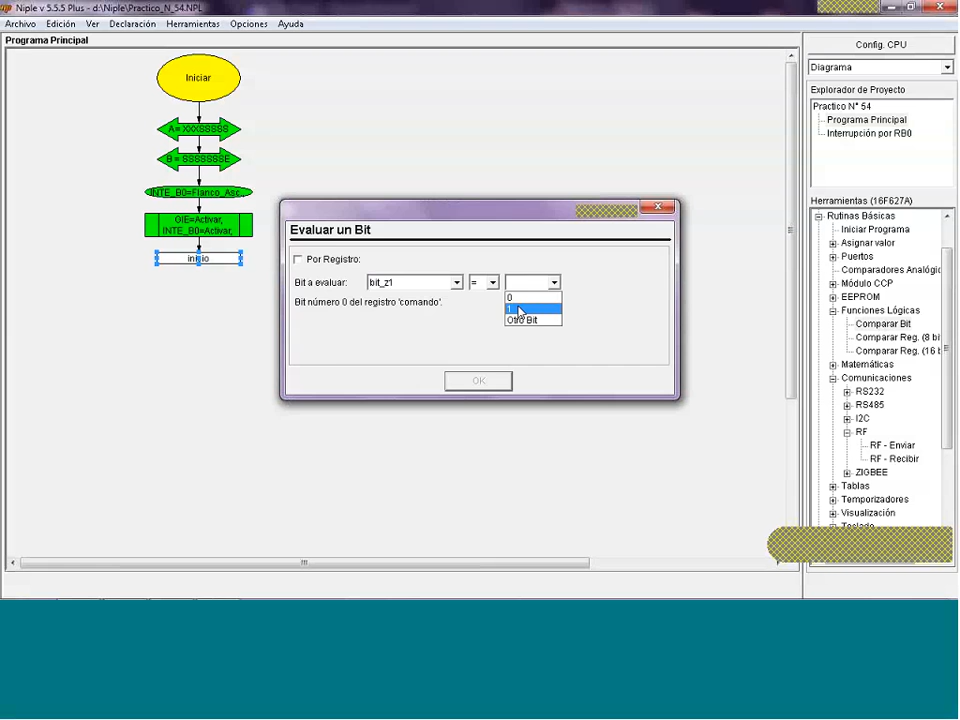 Niple v 5.5.5 Plus - d:\Niple\Practico_N_54.NPL
Archivo Edición Ver Declaración Herramientas Opciones Ayuda
Programa Principal
Iniciar
A= XXXSSSSS
B = SSSSSSSE
INTE_B0=Flanco_Asc.
GIE=Activar,
INTE_B0=Activar,
inicio
Evaluar un Bit
Por Registro:
Bit a evaluar: bit_z1 =
Bit número 0 del registro 'comando'.
0
1
Otro Bit
OK
Config. CPU
Diagrama
Explorador de Proyecto
Practico N° 54
Programa Principal
Interrupción por RB0
Herramientas (16F627A)
Rutinas Básicas
Iniciar Programa
Asignar valor
Puertos
Comparadores Analógic
Módulo CCP
EEPROM
Funciones Lógicas
Comparar Bit
Comparar Reg. (8 bi
Comparar Reg. (16 b
Matemáticas
Comunicaciones
RS232
RS485
I2C
RF
RF - Enviar
RF - Recibir
ZIGBEE
Tablas
Temporizadores
Visualización
Teclado